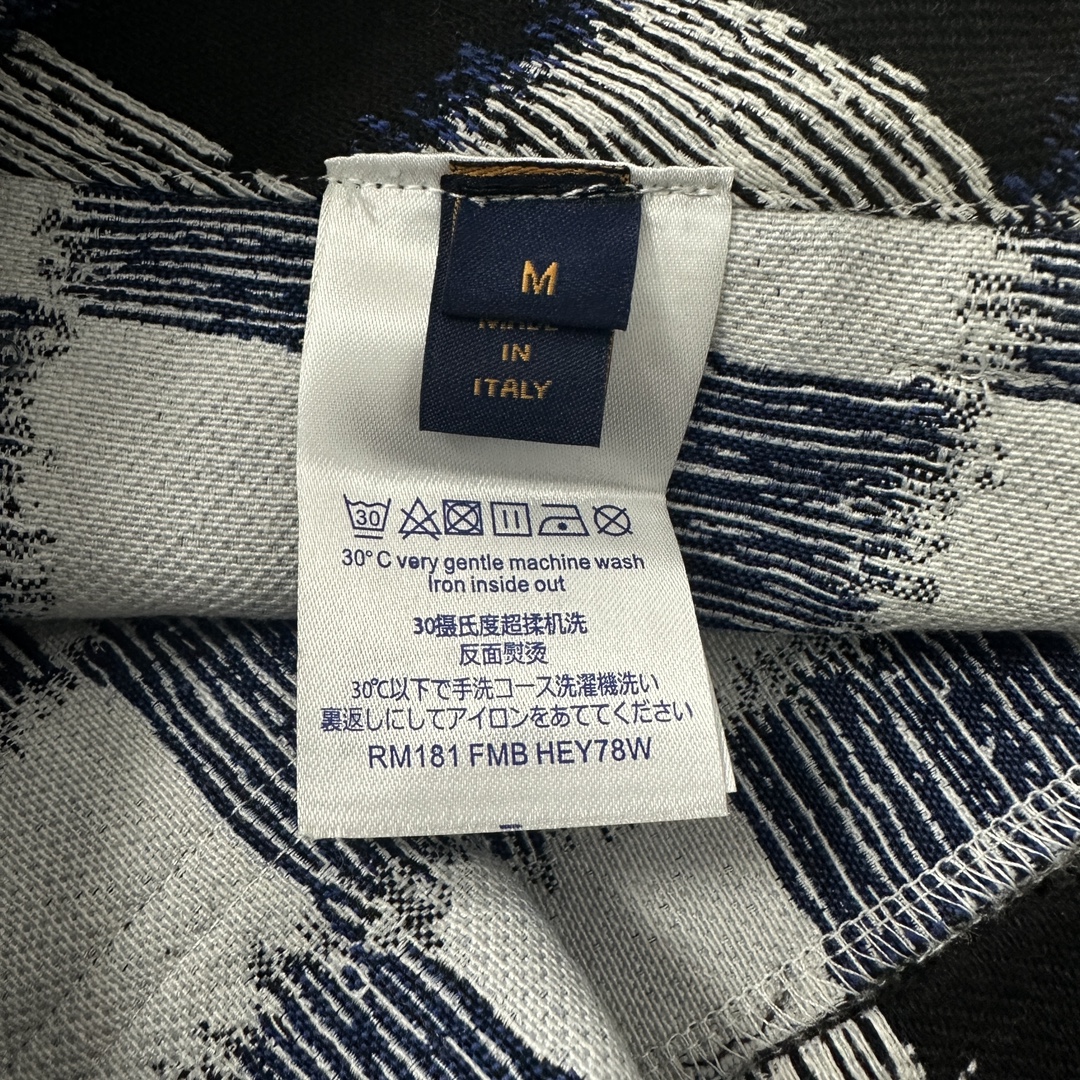 M
MADE
IN
ITALY
30
30°C very gentle machine wash
Iron inside out
30摄氏度超揉机洗
反面熨烫
30℃以下で手洗コース洗濯機洗い
裏返しにしてアイロンをあててください
RM181 FMB HEY78W